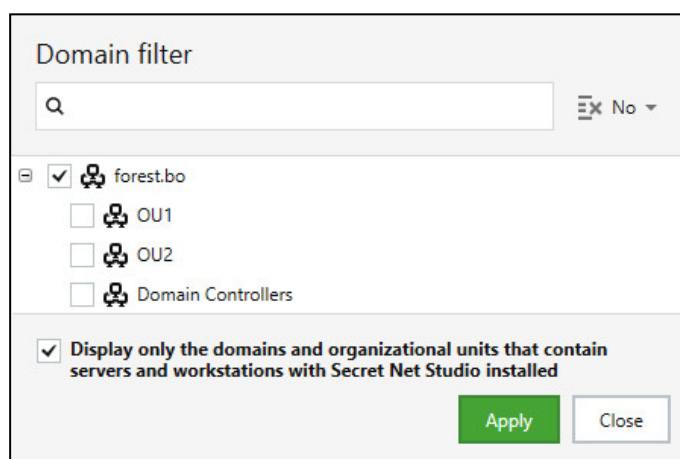 Domain filter
No
forest.bo
OU1
OU2
Domain Controllers
Display only the domains and organizational units that contain
servers and workstations with Secret Net Studio installed
Apply
Close